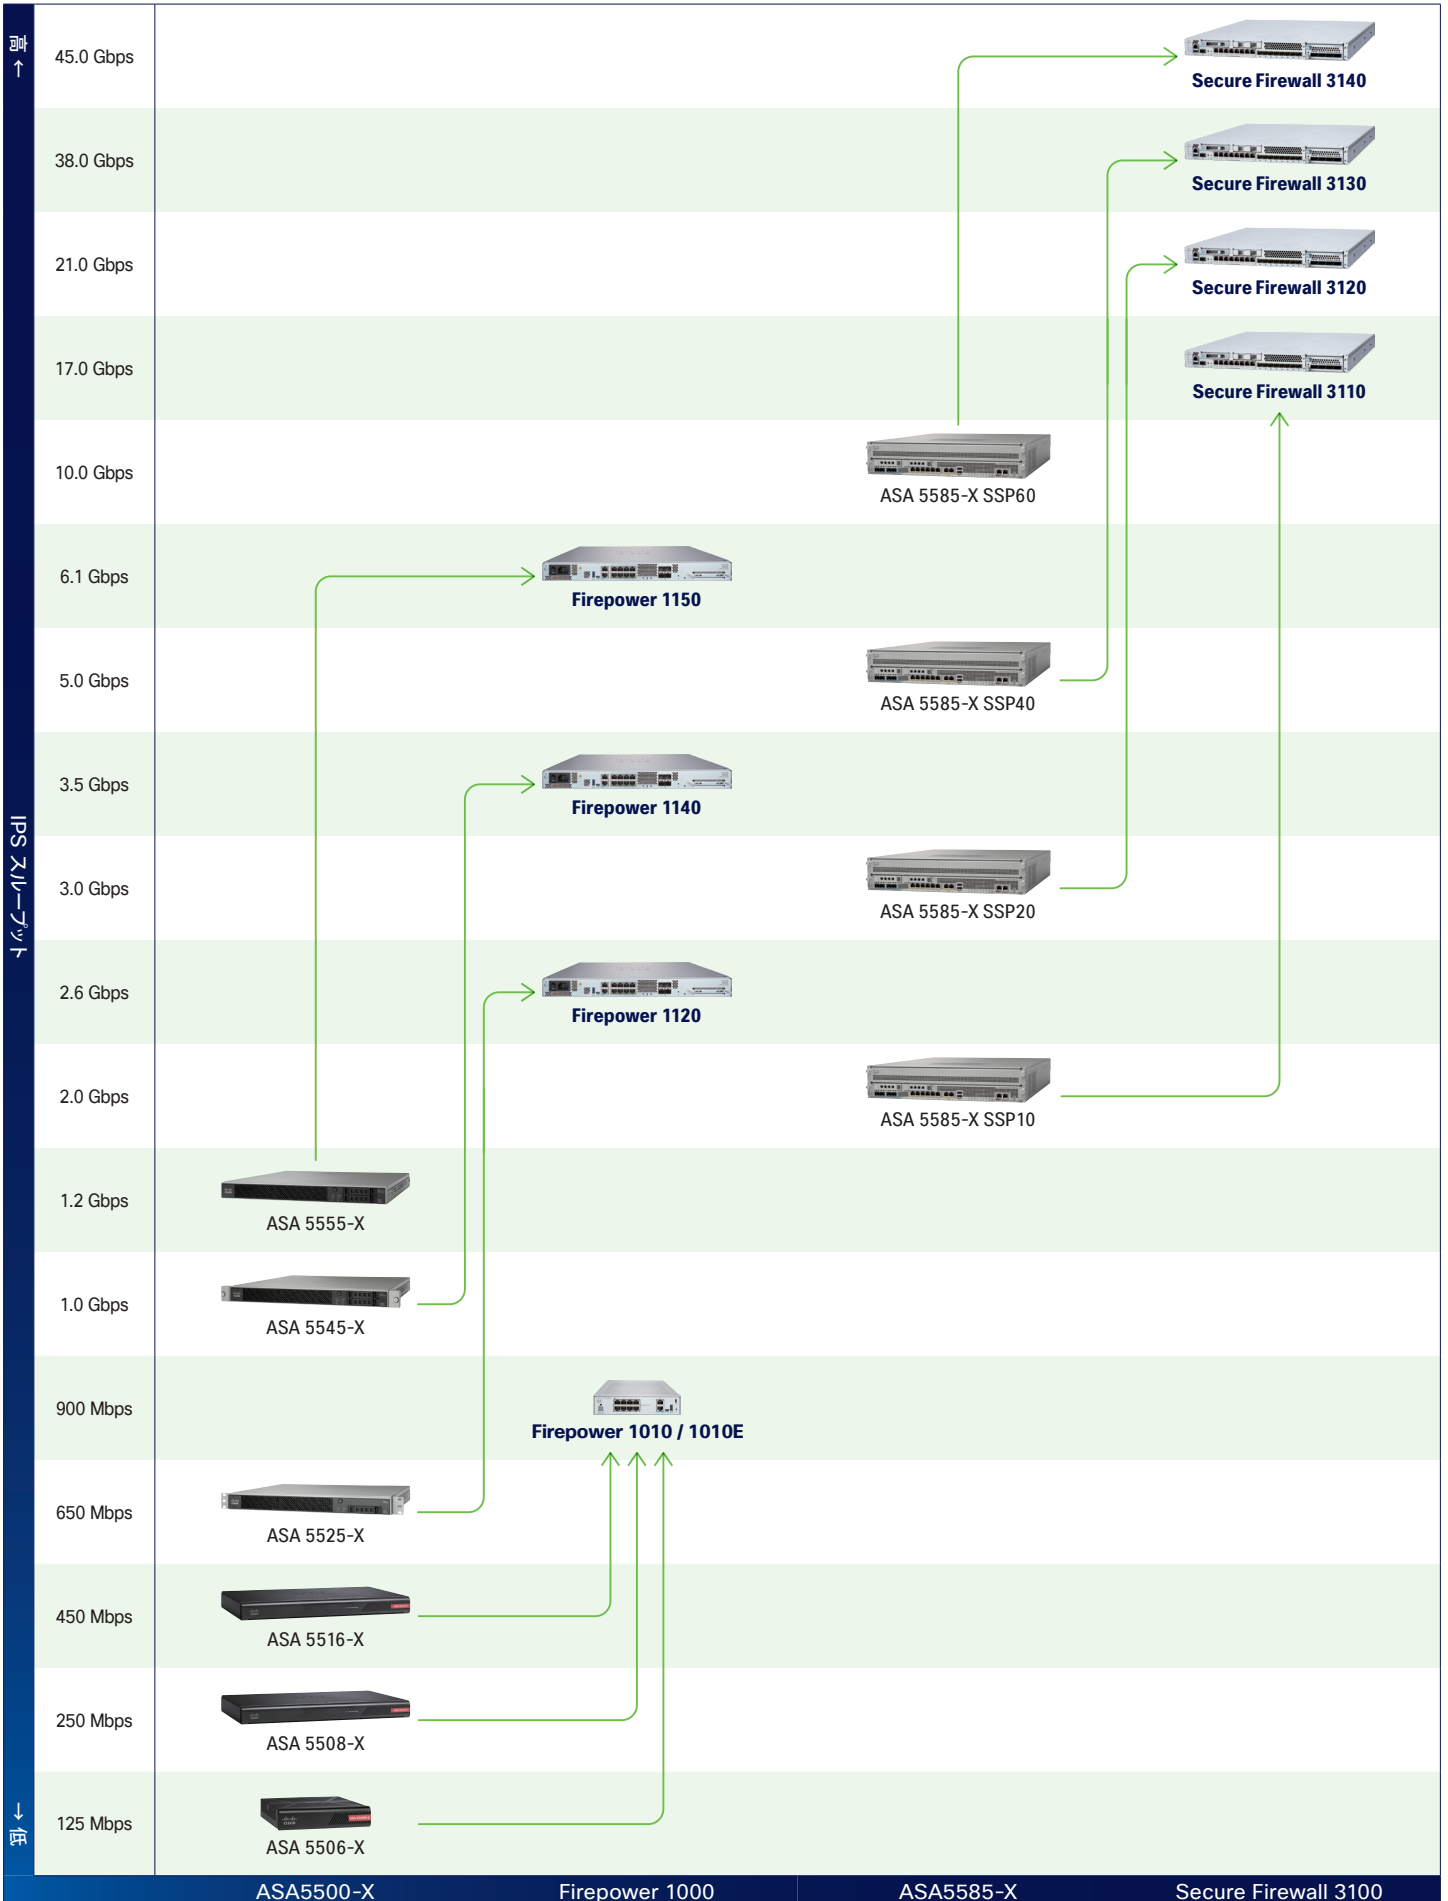 高 ←
45.0 Gbps
Secure Firewall 3140
38.0 Gbps
Secure Firewall 3130
21.0 Gbps
Secure Firewall 3120
17.0 Gbps
Secure Firewall 3110
10.0 Gbps
ASA 5585-X SSP60
6.1 Gbps
Firepower 1150
5.0 Gbps
ASA 5585-X SSP40
3.5 Gbps
Firepower 1140
IPS スループット
3.0 Gbps
ASA 5585-X SSP20
2.6 Gbps
Firepower 1120
2.0 Gbps
ASA 5585-X SSP10
1.2 Gbps
ASA 5555-X
1.0 Gbps
ASA 5545-X
900 Mbps
Firepower 1010 / 1010E
650 Mbps
ASA 5525-X
450 Mbps
ASA 5516-X
250 Mbps
ASA 5508-X
→ 低
125 Mbps
ASA 5506-X
ASA5500-X
Firepower 1000
ASA5585-X
Secure Firewall 3100